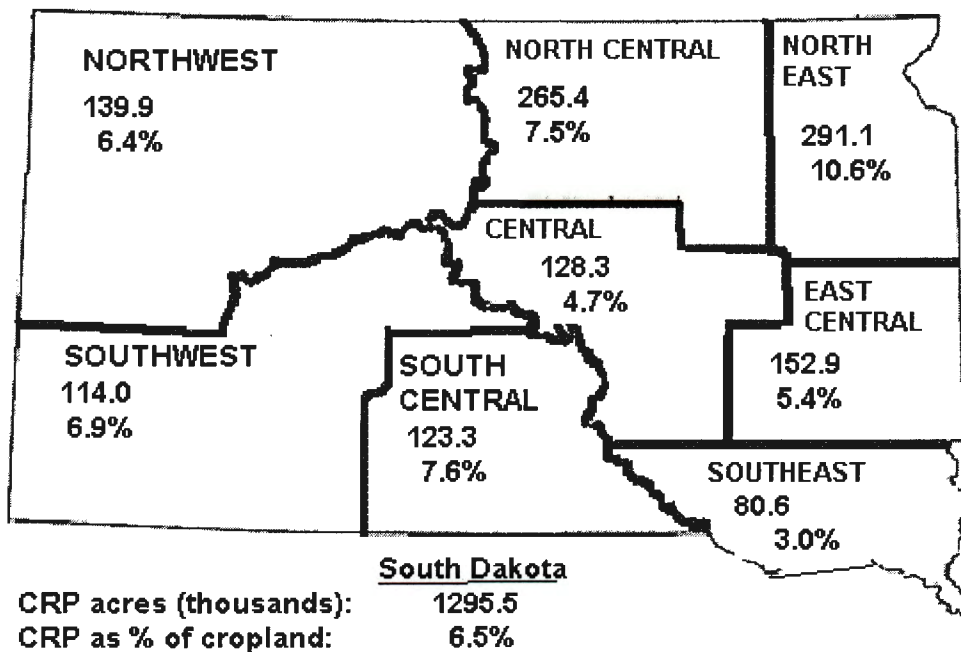 NORTHWEST
139.9
6.4%
NORTH CENTRAL
265.4
7.5%
NORTH
EAST
291.1
10.6%
CENTRAL
128.3
4.7%
EAST
CENTRAL
152.9
5.4%
SOUTHWEST
114.0
6.9%
SOUTH
CENTRAL
123.3
7.6%
SOUTHEAST
80.6
3.0%
South Dakota
CRP acres (thousands): 1295.5
CRP as % of cropland: 6.5%